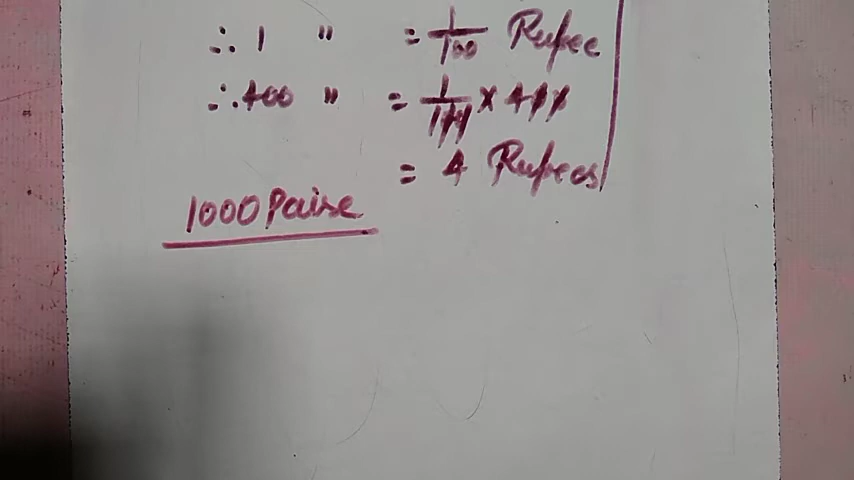 ∴ 1 " = 1/100 Rupee
∴ 400 " = 1/100 × 400
= 4 Rupees
1000 Paise